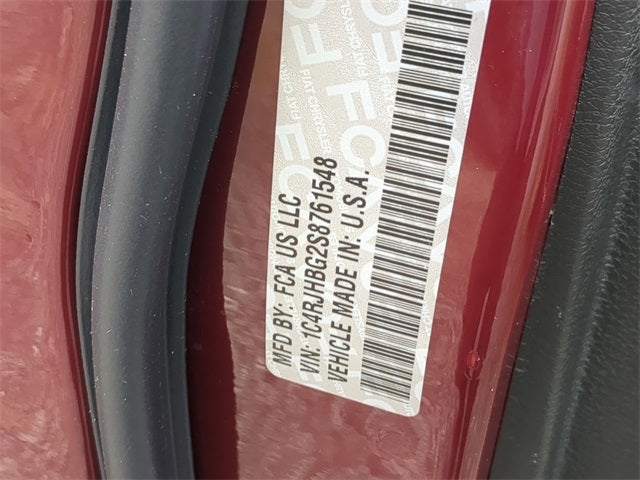 MFD BY: FCA US LLC
VIN: 1C4RJHBG2S8761548
VEHICLE MADE IN: U.S.A.